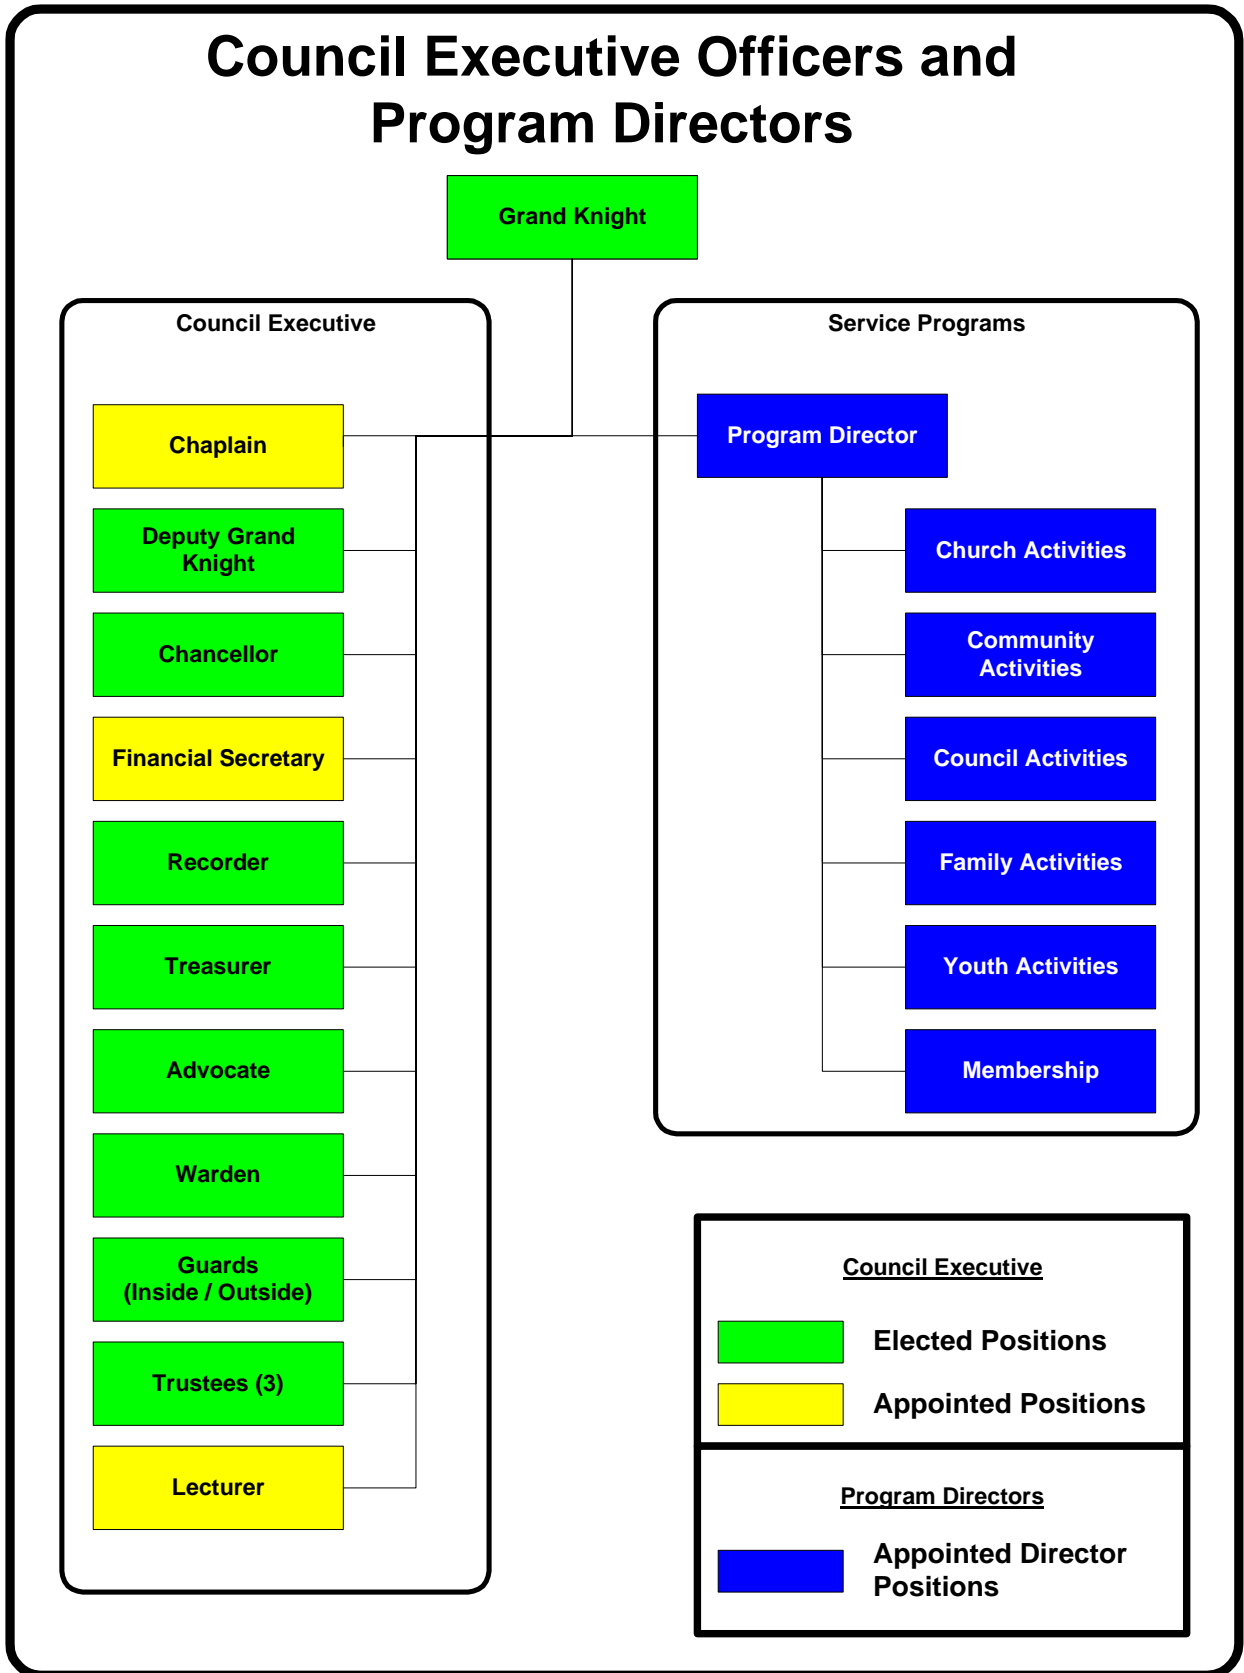 Council Executive Officers and
Program Directors
Grand Knight
Council Executive
Chaplain
Deputy Grand
Knight
Chancellor
Financial Secretary
Recorder
Treasurer
Advocate
Warden
Guards
(Inside / Outside)
Trustees (3)
Lecturer
Service Programs
Program Director
Church Activities
Community
Activities
Council Activities
Family Activities
Youth Activities
Membership
Council Executive
Elected Positions
Appointed Positions
Program Directors
Appointed Director
Positions